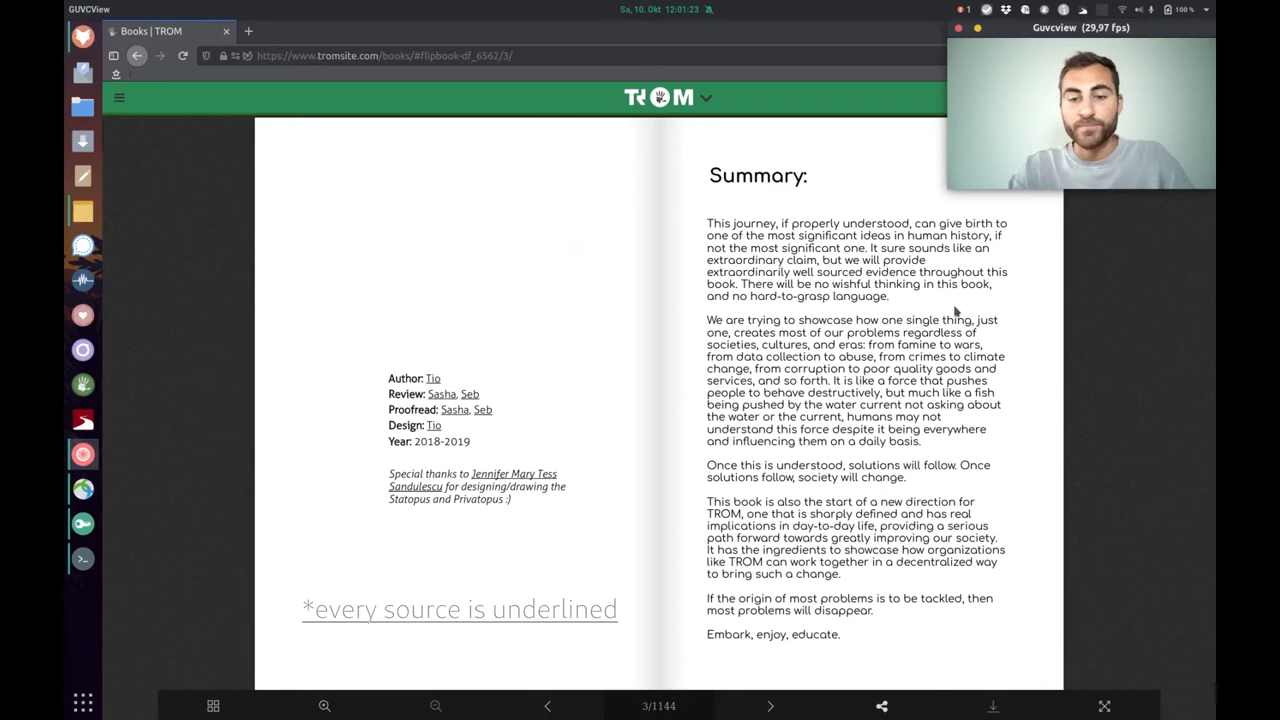 GUVCView
Sa, 10. Okt 12:01:23
1
100 %
Books | TROM
Guvcview (29,97 fps)
https://www.tromsite.com/books/#flipbook-df_6562/3/
TROM
Summary:
This journey, if properly understood, can give birth to
one of the most significant ideas in human history, if
not the most significant one. It sure sounds like an
extraordinary claim, but we will provide
extraordinarily well sourced evidence throughout this
book. There will be no wishful thinking in this book,
and no hard-to-grasp language.
We are trying to showcase how one single thing, just
one, creates most of our problems regardless of
societies, cultures, and eras: from famine to wars,
from data collection to abuse, from crimes to climate
change, from corruption to poor quality goods and
services, and so forth. It is like a force that pushes
people to behave destructively, but much like a fish
being pushed by the water current not asking about
the water or the current, humans may not
understand this force despite it being everywhere
and influencing them on a daily basis.
Once this is understood, solutions will follow. Once
solutions follow, society will change.
This book is also the start of a new direction for
TROM, one that is sharply defined and has real
implications in day-to-day life, providing a serious
path forward towards greatly improving our society.
It has the ingredients to showcase how organizations
like TROM can work together in a decentralized way
to bring such a change.
If the origin of most problems is to be tackled, then
most problems will disappear.
Embark, enjoy, educate.
Author: Tio
Review: Sasha, Seb
Proofread: Sasha, Seb
Design: Tio
Year: 2018-2019
Special thanks to Jennifer Mary Tess
Sandulescu for designing/drawing the
Statopus and Privatopus :)
*every source is underlined
3/1144